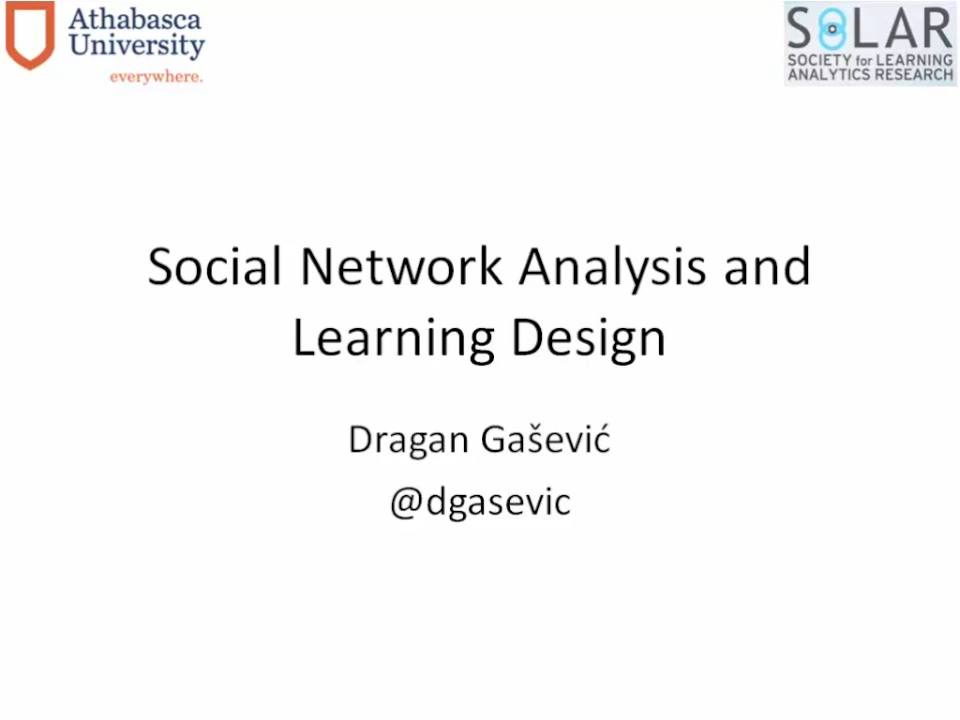 Athabasca
University
everywhere.
SOLAR
SOCIETY for LEARNING
ANALYTICS RESEARCH
Social Network Analysis and
Learning Design
Dragan Gašević
@dgasevic